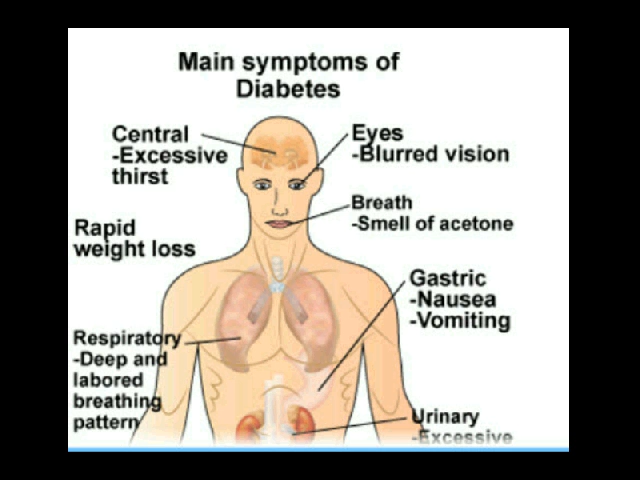 Main symptoms of
Diabetes
Central
-Excessive
thirst
Eyes
-Blurred vision
Breath
-Smell of acetone
Rapid
weight loss
Gastric
-Nausea
-Vomiting
Respiratory
-Deep and
labored
breathing
pattern
Urinary
-Excessive